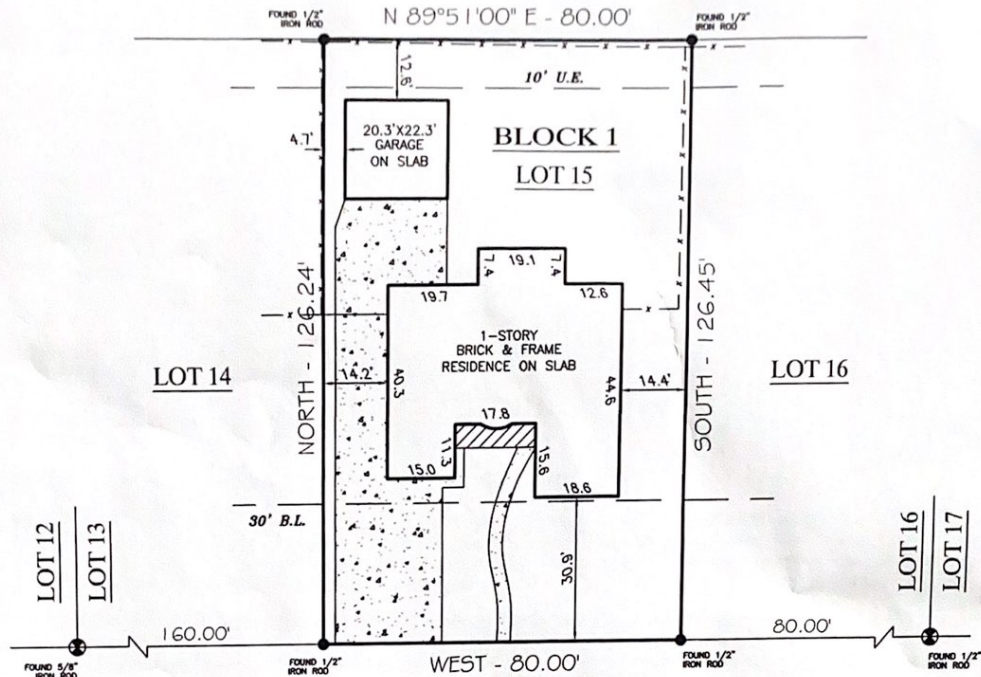 FOUND 1/2"
IRON ROD
N 89°51'00" E - 80.00'
FOUND 1/2"
IRON ROD
12.6'
10' U.E.
4.7'
20.3'X22.3'
GARAGE
ON SLAB
BLOCK 1
LOT 15
7.4
19.1
7.4
19.7
12.6
NORTH - 126.24'
SOUTH - 126.45'
1-STORY
BRICK & FRAME
RESIDENCE ON SLAB
LOT 14
14.2'
40.3
44.6
14.4'
LOT 16
17.8
11.3
15.6
15.0
18.6
30' B.L.
30.9'
LOT 12
LOT 13
LOT 16
LOT 17
160.00'
80.00'
FOUND 5/8"
IRON ROD
FOUND 1/2"
IRON ROD
WEST - 80.00'
FOUND 1/2"
IRON ROD
FOUND 1/2"
IRON ROD